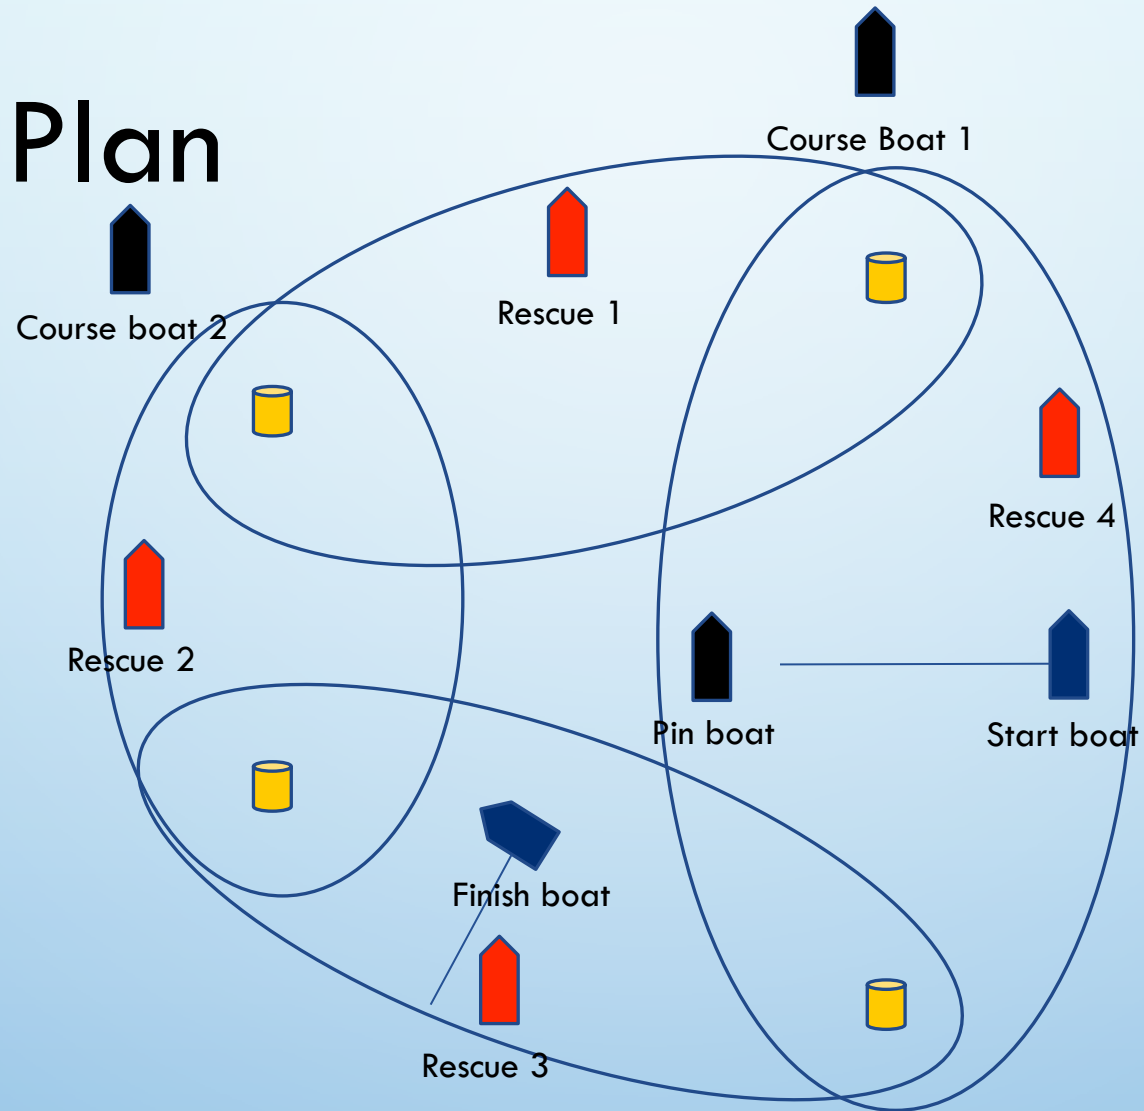 Plan
Course Boat 1
Course boat 2
Rescue 1
Rescue 4
Rescue 2
Pin boat
Start boat
Finish boat
Rescue 3